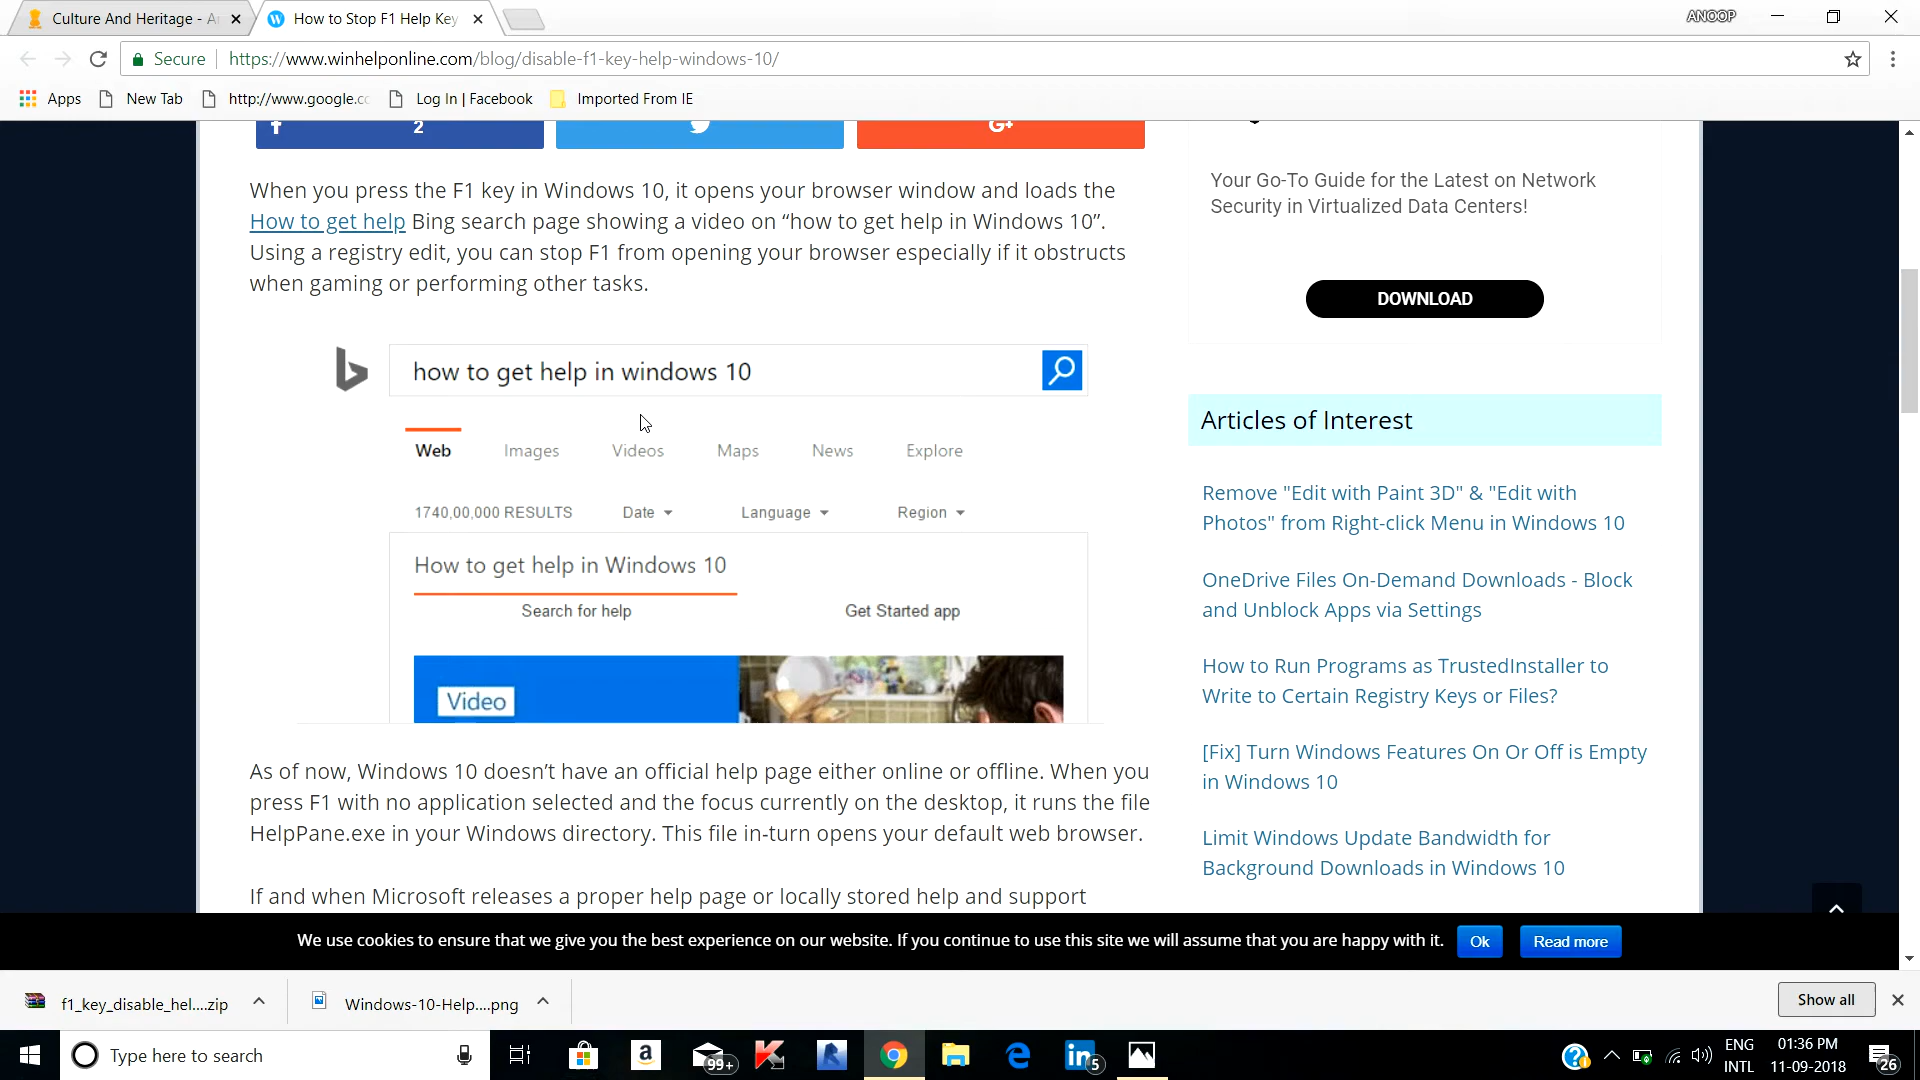 Culture And Heritage - A
How to Stop F1 Help Key
ANOOP
Secure
https://www.winhelponline.com/blog/disable-f1-key-help-windows-10/
Apps
New Tab
http://www.google.co
Log In | Facebook
Imported From IE
2
G+
When you press the F1 key in Windows 10, it opens your browser window and loads the
How to get help Bing search page showing a video on “how to get help in Windows 10”.
Using a registry edit, you can stop F1 from opening your browser especially if it obstructs
when gaming or performing other tasks.
how to get help in windows 10
Web Images Videos Maps News Explore
1740,00,000 RESULTS Date Language Region
How to get help in Windows 10
Search for help Get Started app
Video
As of now, Windows 10 doesn’t have an official help page either online or offline. When you
press F1 with no application selected and the focus currently on the desktop, it runs the file
HelpPane.exe in your Windows directory. This file in-turn opens your default web browser.
If and when Microsoft releases a proper help page or locally stored help and support
Your Go-To Guide for the Latest on Network
Security in Virtualized Data Centers!
DOWNLOAD
Articles of Interest
Remove "Edit with Paint 3D" & "Edit with
Photos" from Right-click Menu in Windows 10
OneDrive Files On-Demand Downloads - Block
and Unblock Apps via Settings
How to Run Programs as TrustedInstaller to
Write to Certain Registry Keys or Files?
[Fix] Turn Windows Features On Or Off is Empty
in Windows 10
Limit Windows Update Bandwidth for
Background Downloads in Windows 10
We use cookies to ensure that we give you the best experience on our website. If you continue to use this site we will assume that you are happy with it. Ok Read more
f1_key_disable_hel....zip
Windows-10-Help....png
Show all
Type here to search
99+
5
ENG
INTL
01:36 PM
11-09-2018
26